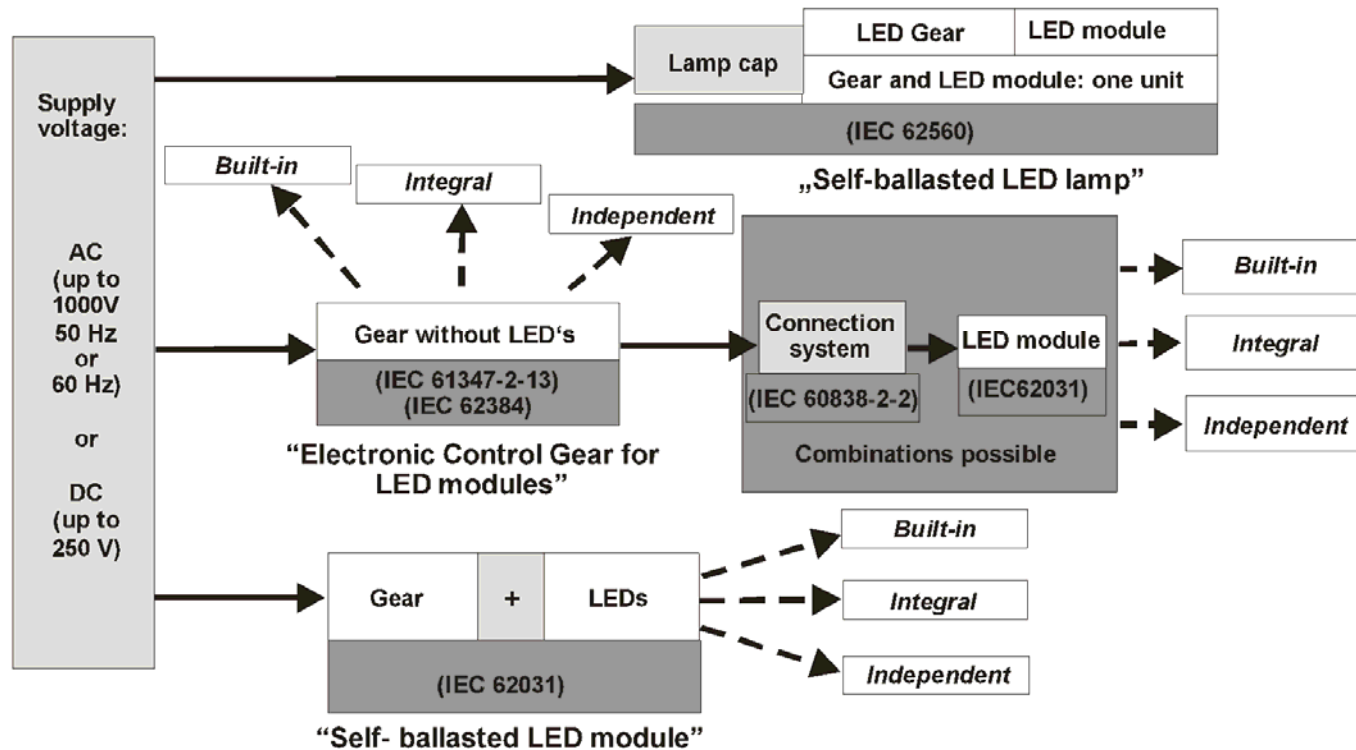 Supply
voltage:
AC
(up to
1000V
50 Hz
or
60 Hz)
or
DC
(up to
250 V)
Lamp cap
LED Gear
LED module
Gear and LED module: one unit
(IEC 62560)
„Self-ballasted LED lamp”
Built-in
Integral
Independent
Gear without LED‘s
(IEC 61347-2-13)
(IEC 62384)
“Electronic Control Gear for
LED modules”
Connection
system
(IEC 60838-2-2)
LED module
(IEC62031)
Combinations possible
Built-in
Integral
Independent
Gear
+
LEDs
(IEC 62031)
“Self- ballasted LED module”
Built-in
Integral
Independent